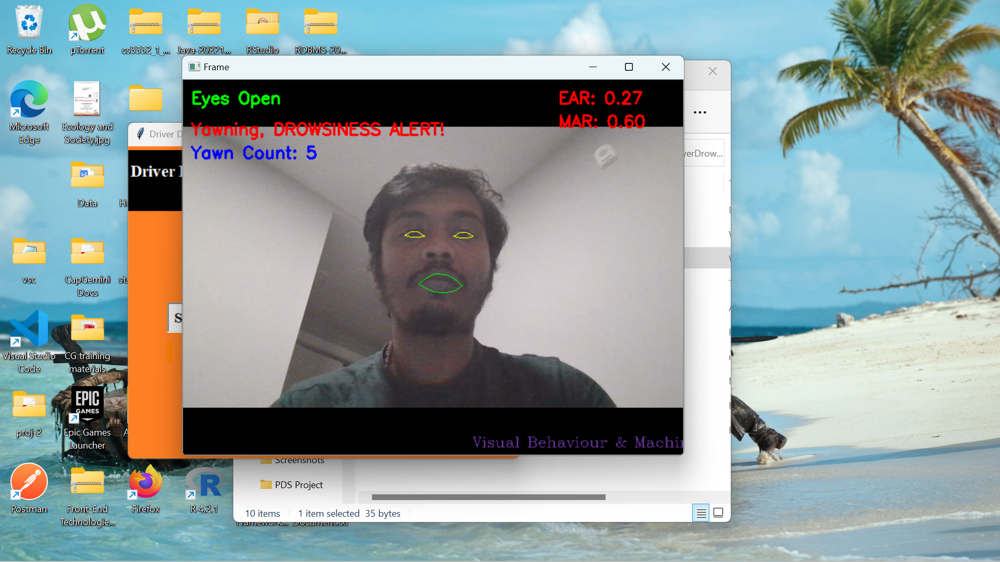 Recycle Bin
µTorrent
cs5552_1_...
Java-20221...
RStudio
RDBMS-20...
Frame
Eyes Open
EAR: 0.27
MAR: 0.60
Yawning, DROWSINESS ALERT!
Yawn Count: 5
Microsoft
Edge
Ecology and
Society.jpg
Driver D
verDrow...
Driver
Data
vsc
CapGemini
Docs
S
Visual Studio
Code
CG training
materials
proj-2
EPIC
GAMES
Epic Games
Launcher
Visual Behaviour & Machin
Screenshots
PDS Project
Postman
Front-End
Technologie...
Firefox
R
R 4.2.1
10 items
1 item selected 35 bytes
Framework...
Document.txt